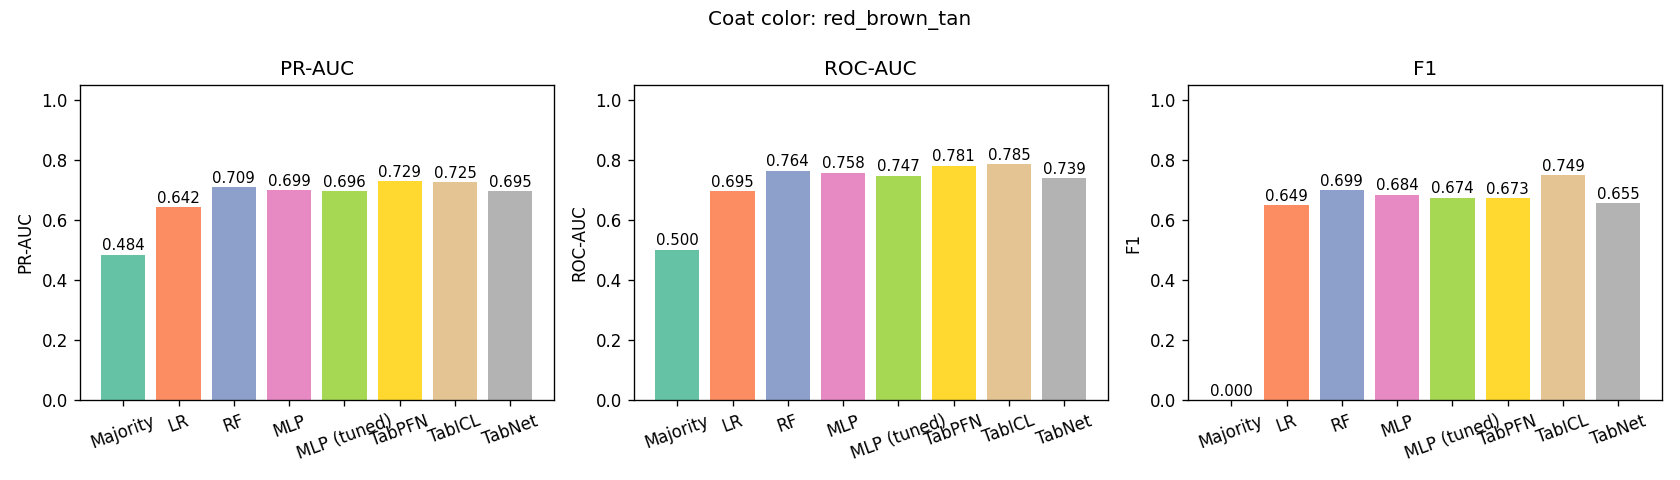 Coat color: red_brown_tan
PR-AUC
PR-AUC
1.0
0.8
0.6
0.4
0.2
0.0
0.484
0.642
0.709
0.699
0.696
0.729
0.725
0.695
Majority
LR
RF
MLP
MLP (tuned)
TabPFN
TabICL
TabNet
ROC-AUC
ROC-AUC
1.0
0.8
0.6
0.4
0.2
0.0
0.500
0.695
0.764
0.758
0.747
0.781
0.785
0.739
Majority
LR
RF
MLP
MLP (tuned)
TabPFN
TabICL
TabNet
F1
F1
1.0
0.8
0.6
0.4
0.2
0.0
0.000
0.649
0.699
0.684
0.674
0.673
0.749
0.655
Majority
LR
RF
MLP
MLP (tuned)
TabPFN
TabICL
TabNet